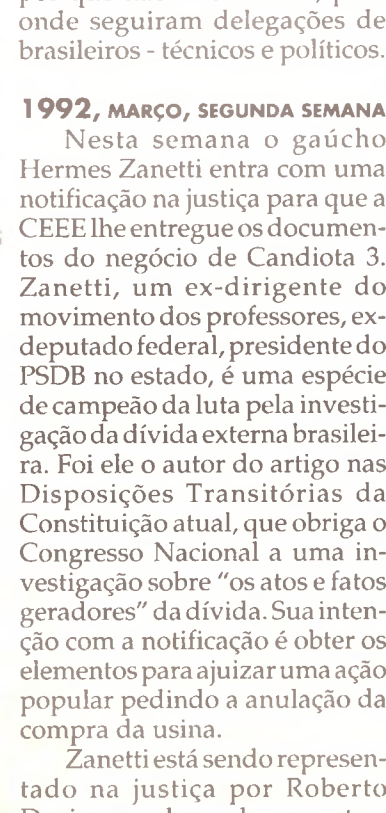 onde seguiram delegações de
brasileiros - técnicos e políticos.
1992, MARÇO, SEGUNDA SEMANA
Nesta semana o gaúcho
Hermes Zanetti entra com uma
notificação na justiça para que a
CEEE lhe entregue os documen-
tos do negócio de Candiota 3.
Zanetti, um ex-dirigente do
movimento dos professores, ex-
deputado federal, presidente do
PSDB no estado, é uma espécie
de campeão da luta pela investi-
gação da dívida externa brasilei-
ra. Foi ele o autor do artigo nas
Disposições Transitórias da
Constituição atual, que obriga o
Congresso Nacional a uma in-
vestigação sobre "os atos e fatos
geradores" da dívida. Sua inten-
ção com a notificação é obter os
elementos para ajuizar uma ação
popular pedindo a anulação da
compra da usina.
Zanetti está sendo represen-
tado na justiça por Roberto